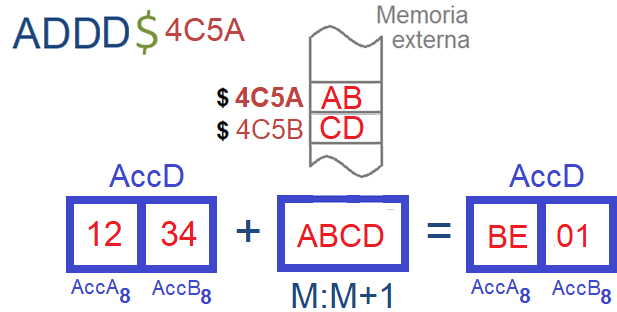 ADDD$ 4C5A
Memoria
externa
$ 4C5A AB
$ 4C5B CD
AccD AccD
12 34 + ABCD = BE 01
AccA8 AccB8 M:M+1 AccA8 AccB8